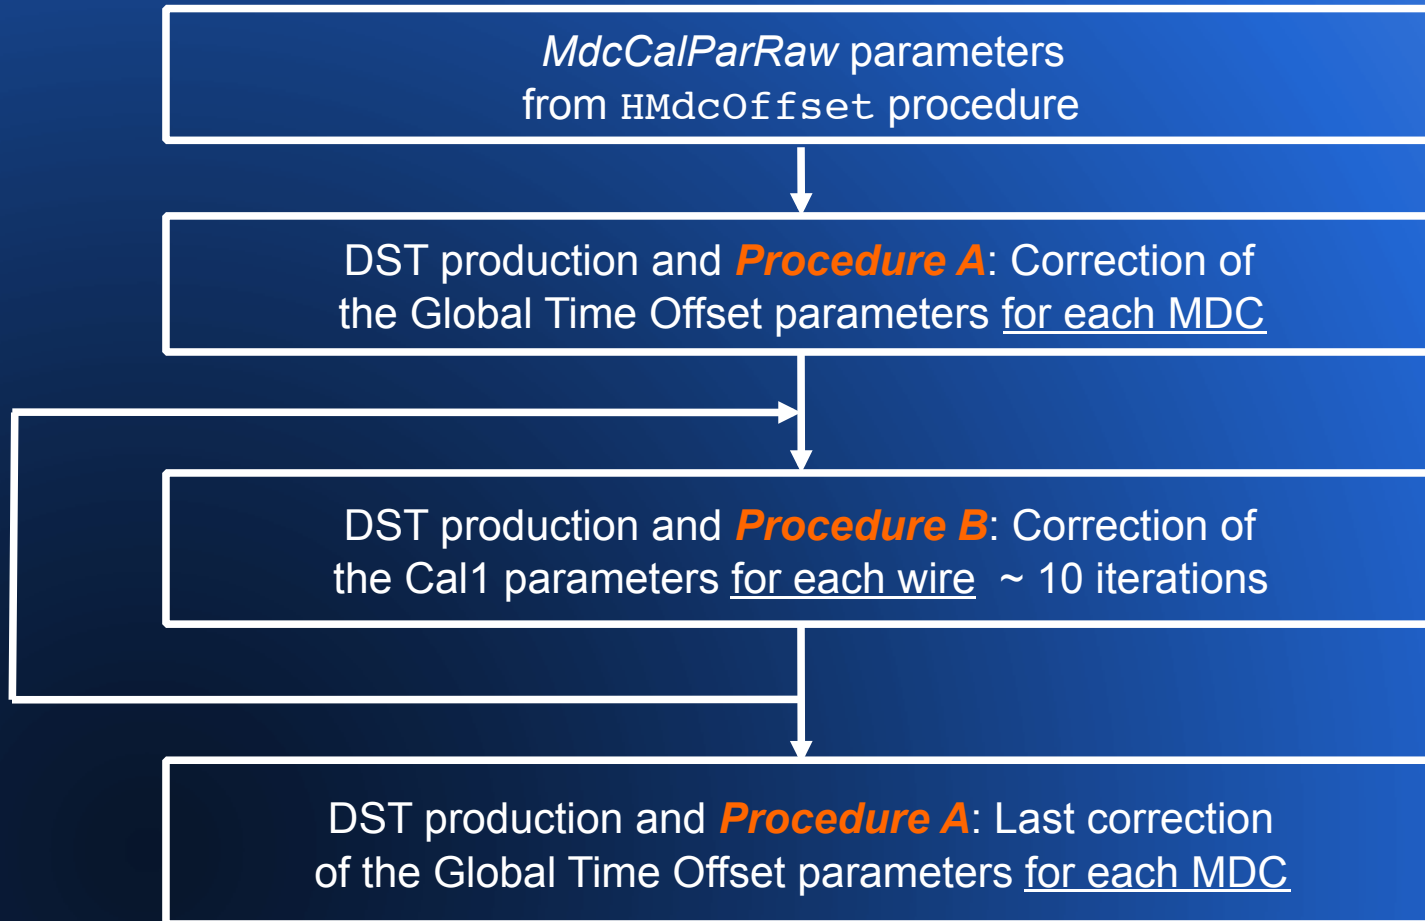 MdcCalParRaw parameters
from HMdcOffset procedure
DST production and Procedure A: Correction of
the Global Time Offset parameters for each MDC
DST production and Procedure B: Correction of
the Cal1 parameters for each wire ~ 10 iterations
DST production and Procedure A: Last correction
of the Global Time Offset parameters for each MDC